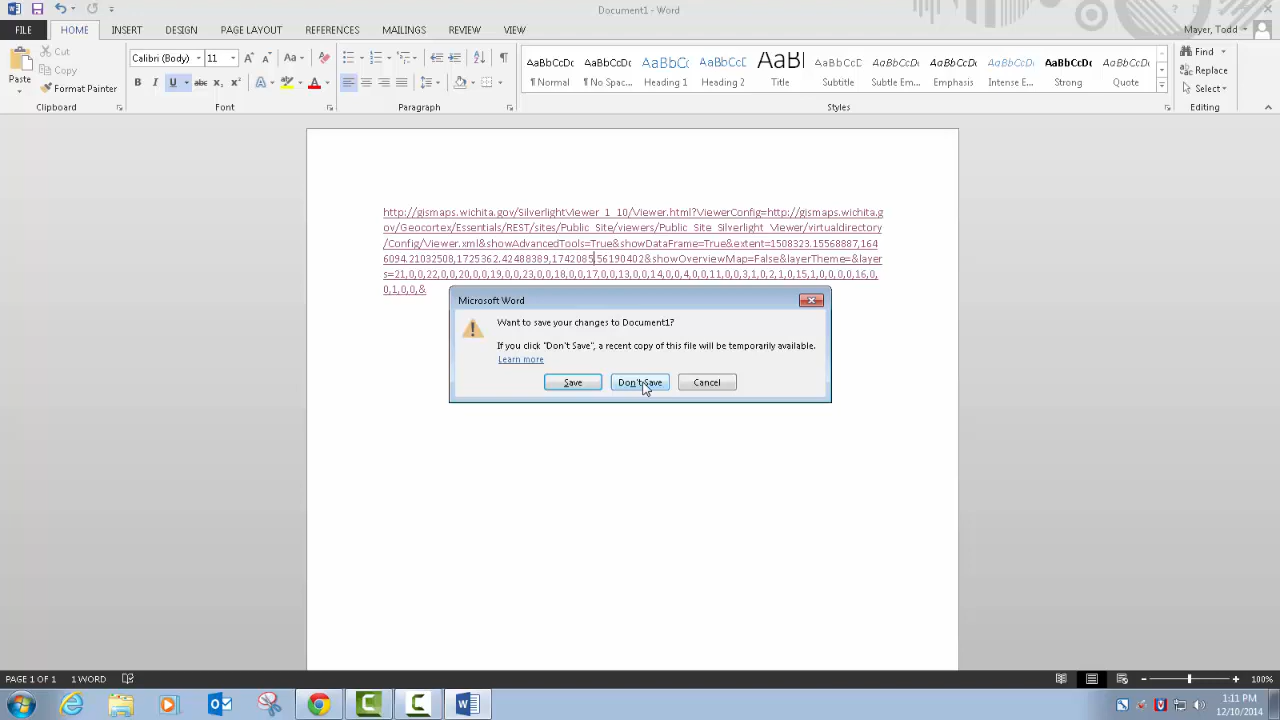 Document1 - Word
FILE HOME INSERT DESIGN PAGE LAYOUT REFERENCES MAILINGS REVIEW VIEW Mayer, Todd
Paste Cut Copy Format Painter
Calibri (Body) 11 Aa
B I U abc x₂ x² A A
AaBbCcDc AaBbCcDc AaBbCc AaBbCcC AaBl AaBbCcD AaBbCcDc AaBbCcDc AaBbCcDc AaBbCcDc AaBbCcDc
¶ Normal ¶ No Spac... Heading 1 Heading 2 Title Subtitle Subtle Em... Emphasis Intense E... Strong Quote
Find
Replace
Select
Clipboard Font Paragraph Styles Editing
http://gismaps.wichita.gov/SilverlightViewer_1_10/Viewer.html?ViewerConfig=http://gismaps.wichita.g
ov/Geocortex/Essentials/REST/sites/Public_Site/viewers/Public_Site_Silverlight_Viewer/virtualdirectory
/Config/Viewer.xml&showAdvancedTools=True&showDataFrame=True&extent=1508323.15568887,164
6094.21032508,1725362.42488389,1742085.56190402&showOverviewMap=False&layerTheme=&layer
s=21,0,0,22,0,0,20,0,0,19,0,0,23,0,0,18,0,0,17,0,0,13,0,0,14,0,0,4,0,0,11,0,0,3,1,0,2,1,0,15,1,0,0,0,0,16,0,
0,1,0,0,&
Microsoft Word
Want to save your changes to Document1?
If you click "Don't Save", a recent copy of this file will be temporarily available.
Learn more
Save Don't Save Cancel
PAGE 1 OF 1 1 WORD 100%
1:11 PM
12/10/2014